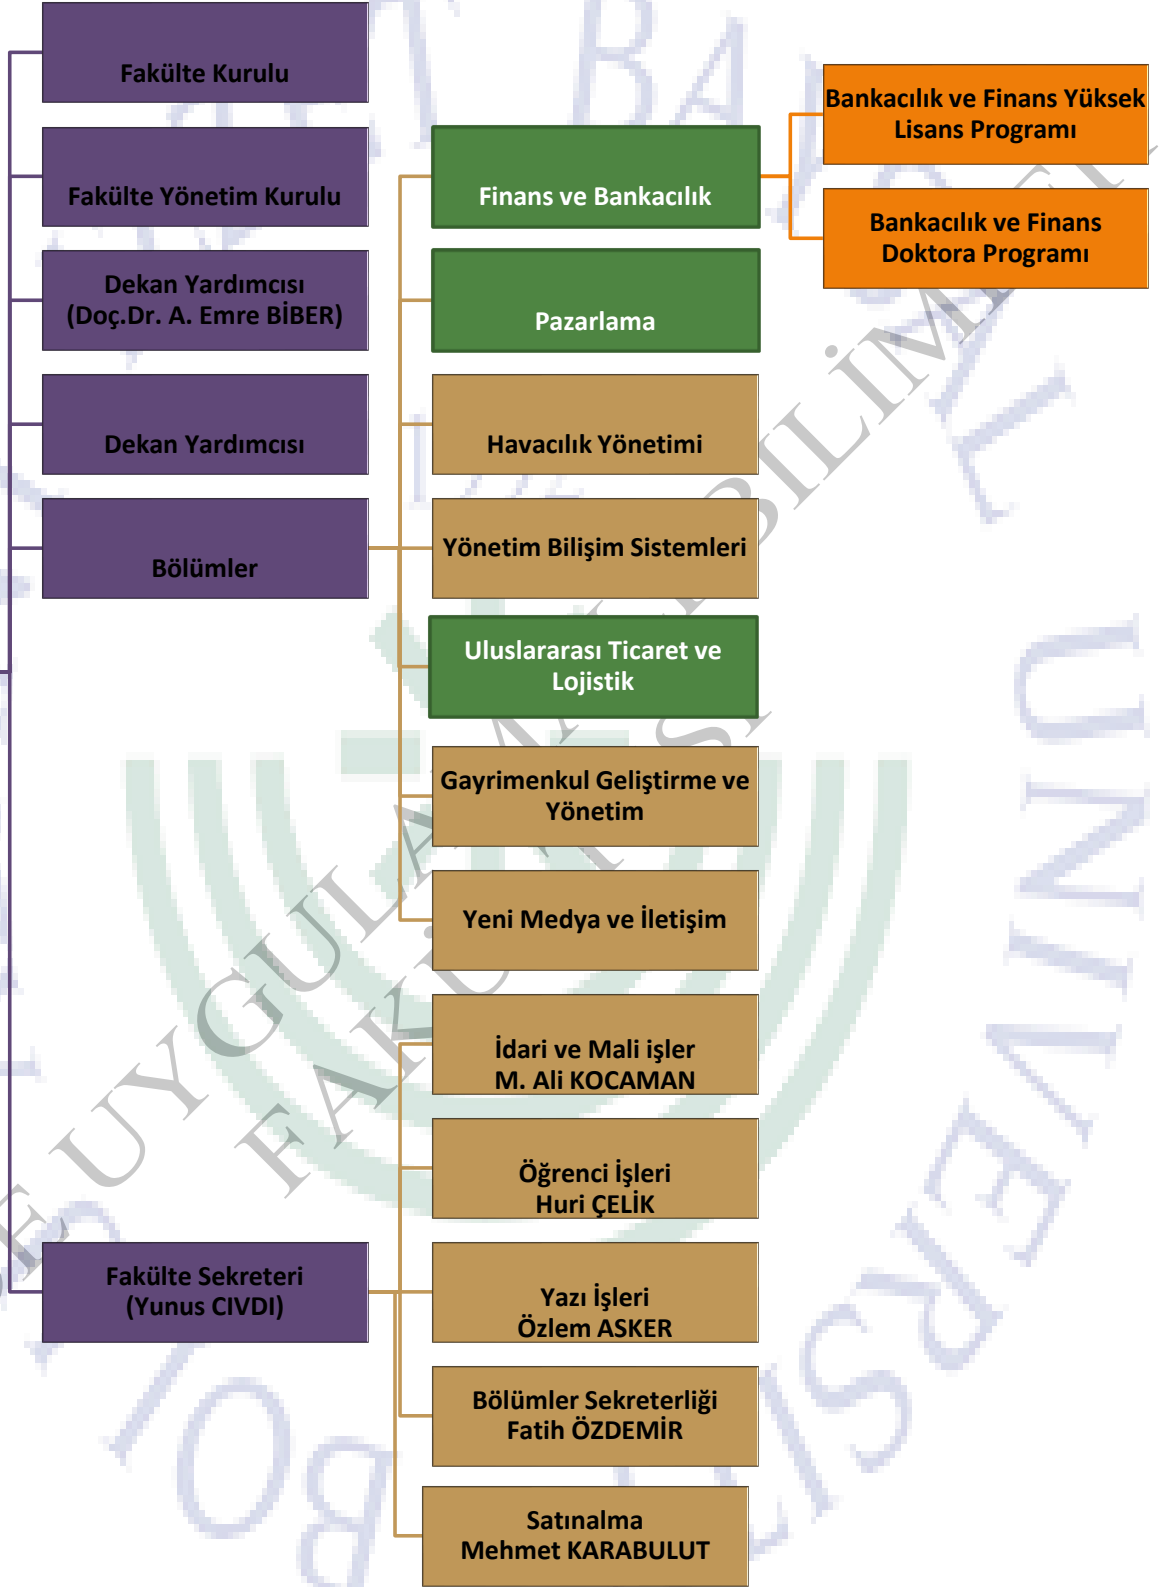 Fakülte Kurulu
Fakülte Yönetim Kurulu
Dekan Yardımcısı
(Doç.Dr. A. Emre BİBER)
Dekan Yardımcısı
Bölümler
Fakülte Sekreteri
(Yunus CIVDI)
Finans ve Bankacılık
Pazarlama
Havacılık Yönetimi
Yönetim Bilişim Sistemleri
Uluslararası Ticaret ve
Lojistik
Gayrimenkul Geliştirme ve
Yönetim
Yeni Medya ve İletişim
İdari ve Mali işler
M. Ali KOCAMAN
Öğrenci İşleri
Huri ÇELİK
Yazı İşleri
Özlem ASKER
Bölümler Sekreterliği
Fatih ÖZDEMİR
Satınalma
Mehmet KARABULUT
Bankacılık ve Finans Yüksek
Lisans Programı
Bankacılık ve Finans
Doktora Programı